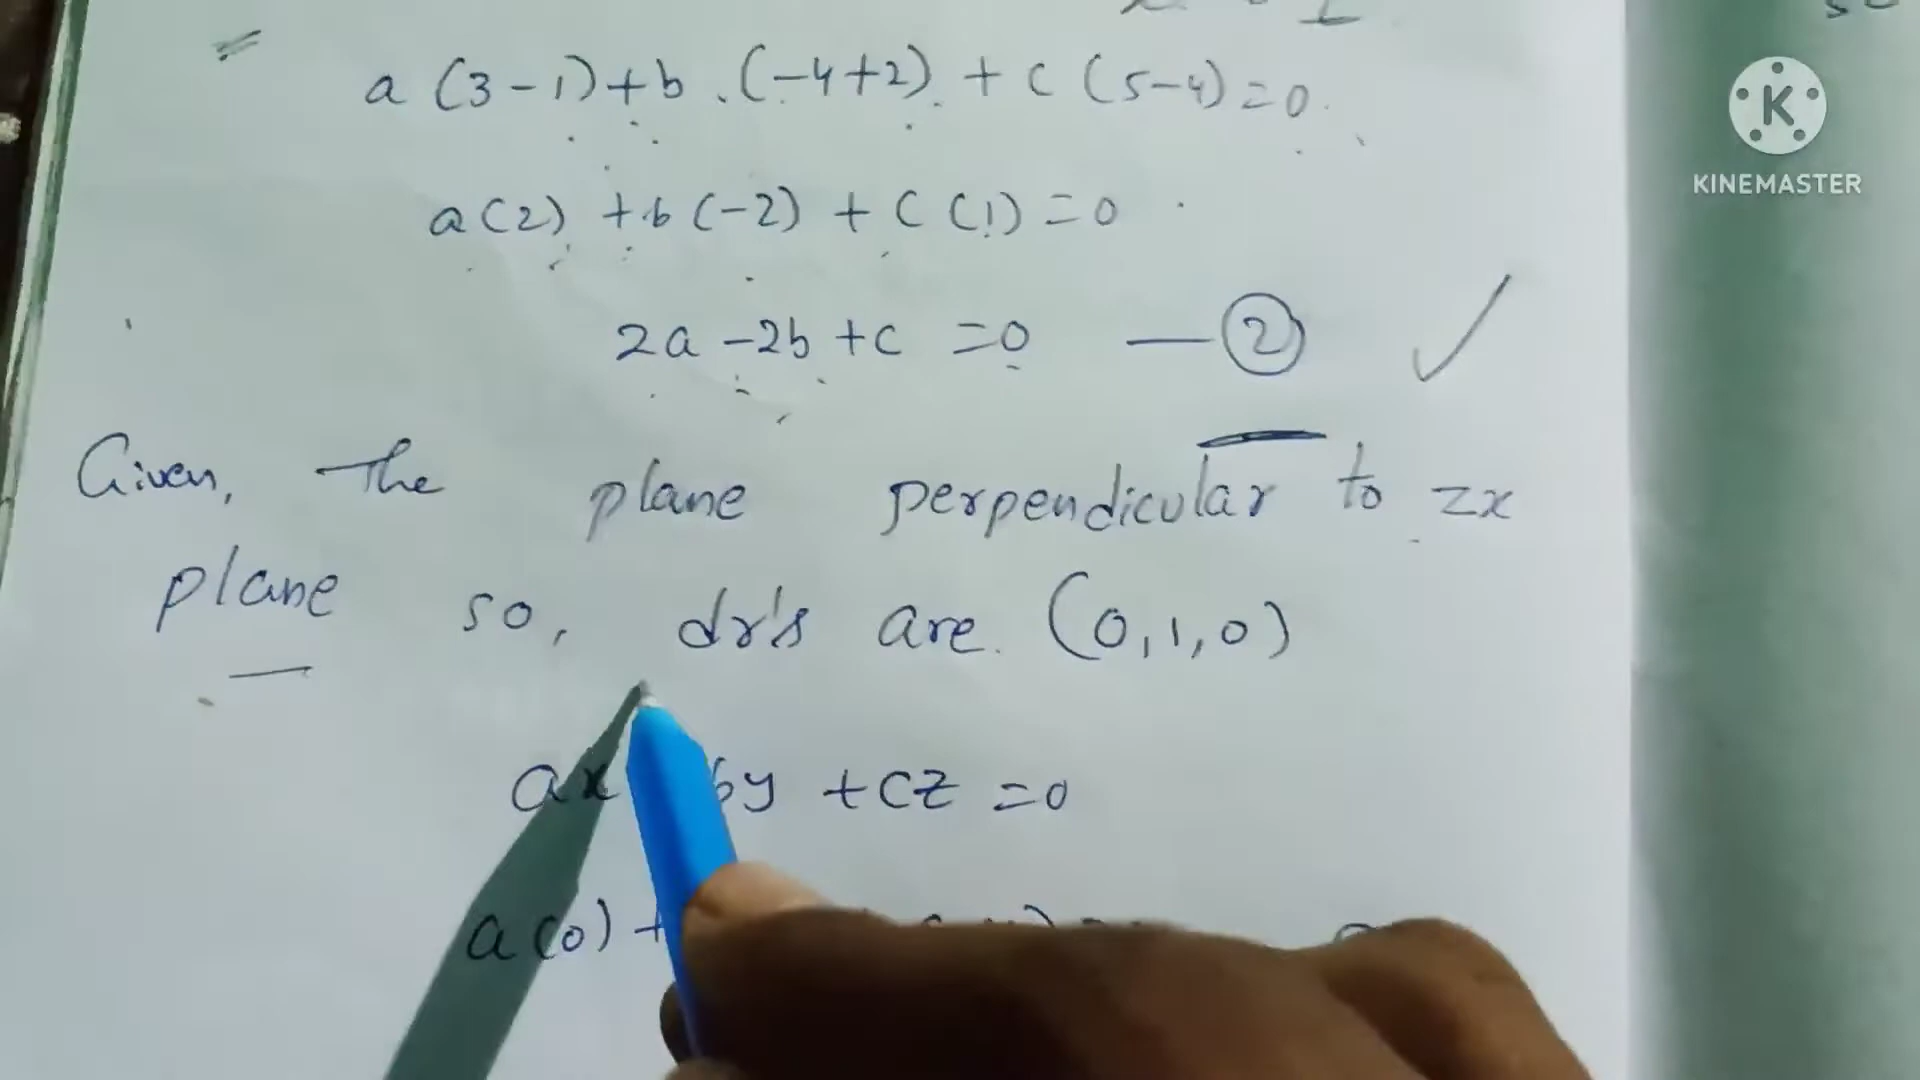 a (3-1)+b.(-4+2)+c(5-4)=0
a(2)+b(-2)+c(1)=0
2a-2b+c=0 — ②
Given, The plane perpendicular to zx
plane so, dr's are (0,1,0)
ax by +cz =0
a(0)+
K
KINEMASTER